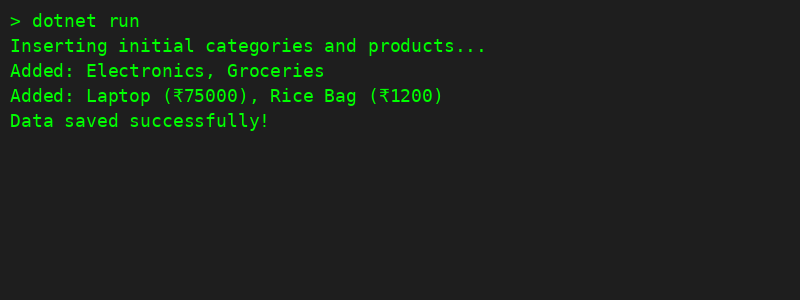 > dotnet run
Inserting initial categories and products...
Added: Electronics, Groceries
Added: Laptop (₹75000), Rice Bag (₹1200)
Data saved successfully!